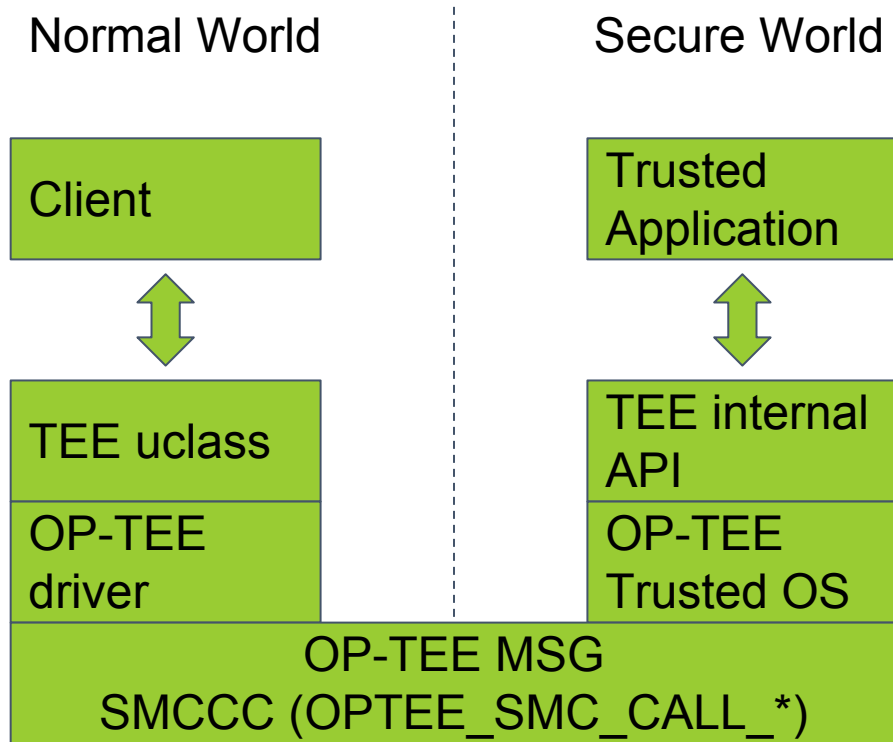 Normal World
Secure World
Client
Trusted
Application
TEE uclass
TEE internal
API
OP-TEE
driver
OP-TEE
Trusted OS
OP-TEE MSG
SMCCC (OPTEE_SMC_CALL_*)